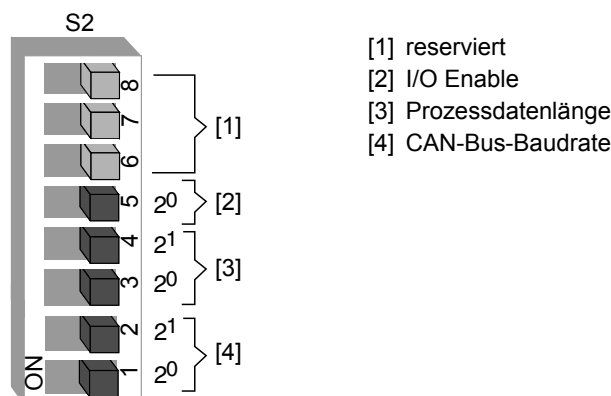 S2
[1] reserviert
[2] I/O Enable
[3] Prozessdatenlänge
[4] CAN-Bus-Baudrate
8
7
[1]
6
5 2⁰ [2]
4 2¹
[3]
3 2⁰
2 2¹
[4]
1 2⁰
ON